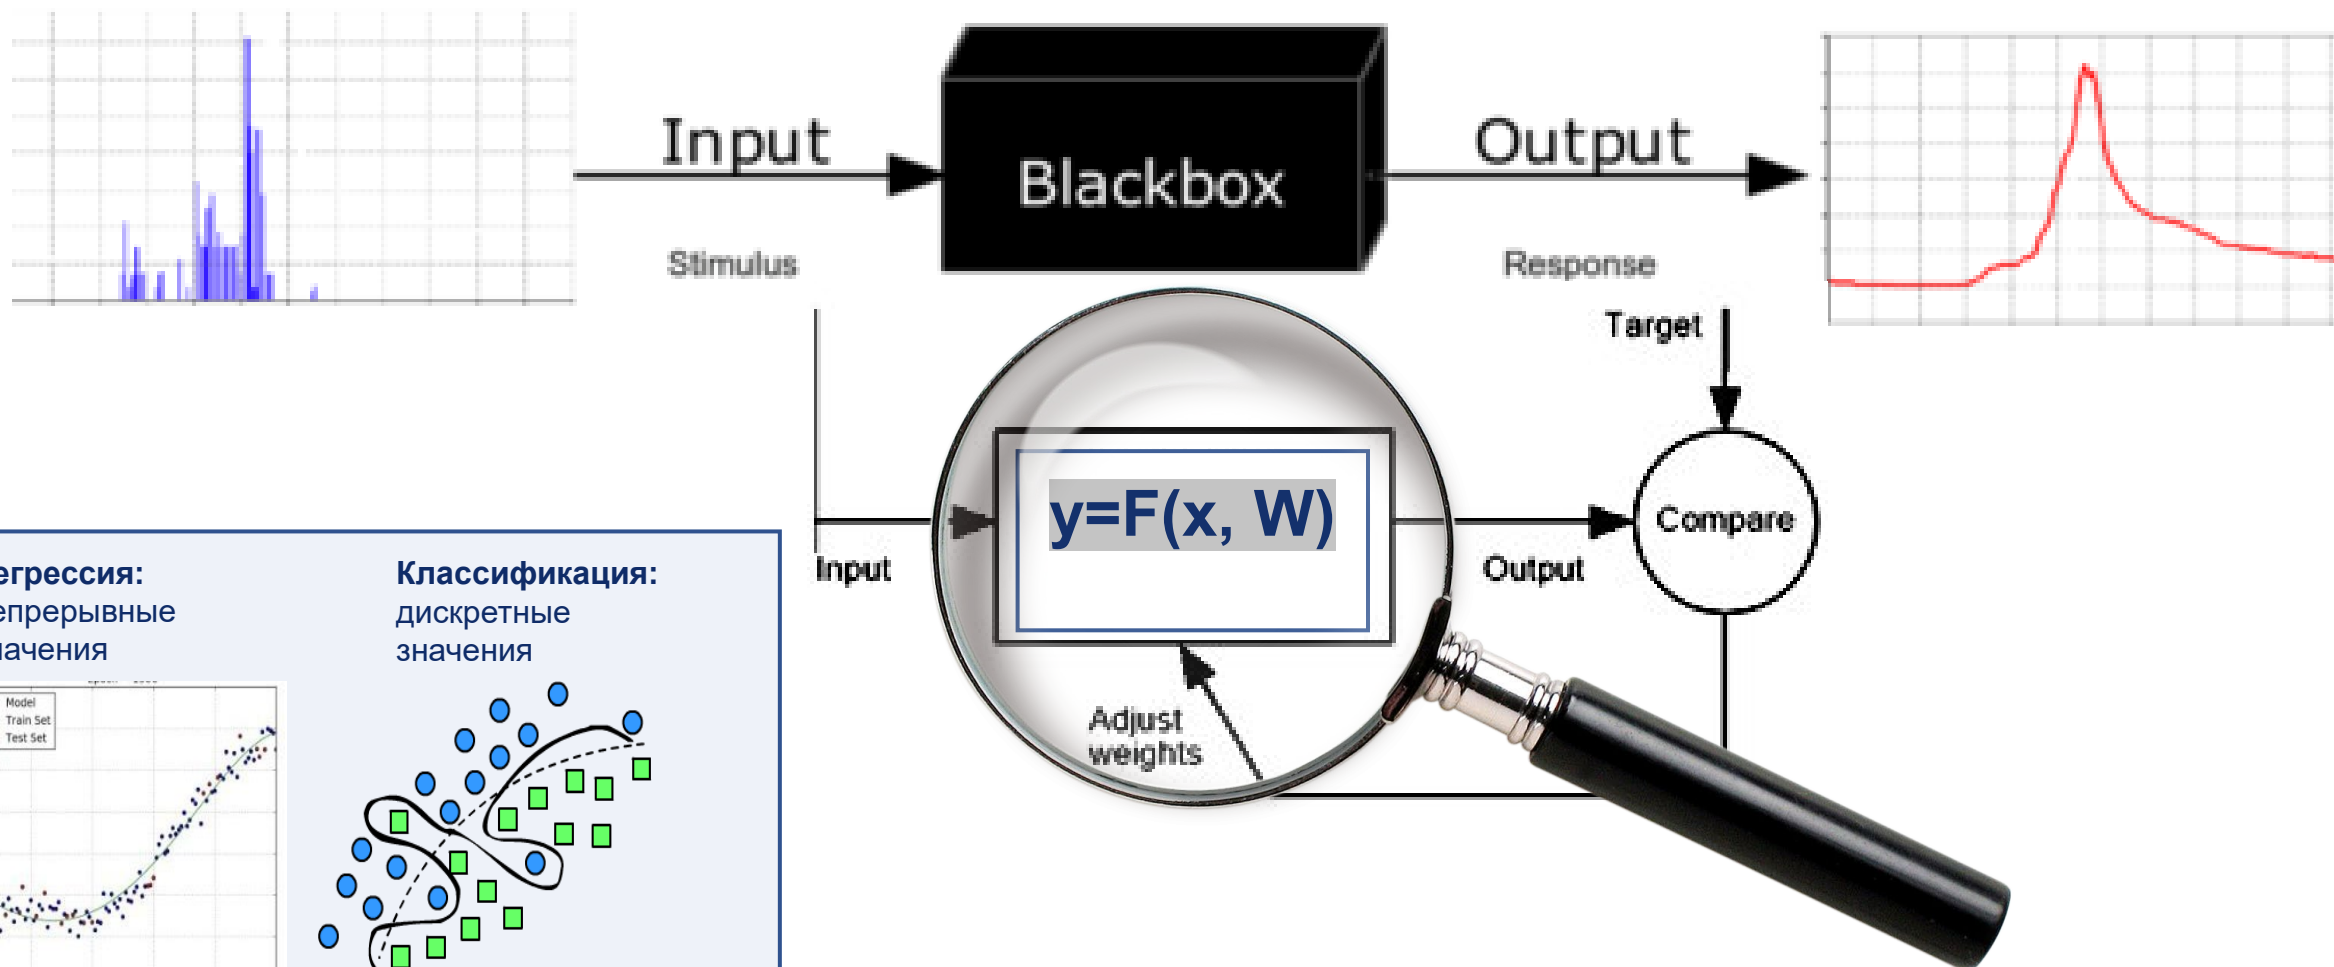 Input
Blackbox
Output
Stimulus
Response
Target
y=F(x, W)
Compare
Input
Output
Adjust
weights
егрессия:
епрерывные
начения
Классификация:
дискретные
значения
Model
Train Set
Test Set